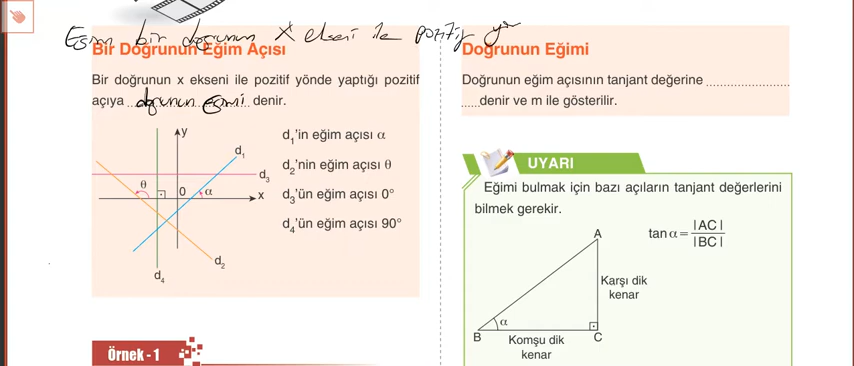 Eğim bir doğrunun X ekseni ile pozitif yön
Bir Doğrunun Eğim Açısı
Bir doğrunun x ekseni ile pozitif yönde yaptığı pozitif
açıya ...doğrunun eğimi... denir.
y
d₁
d₃
θ
0
α
x
d₂
d₄
d₁'in eğim açısı α
d₂'nin eğim açısı θ
d₃'ün eğim açısı 0°
d₄'ün eğim açısı 90°
Örnek - 1
Doğrunun Eğimi
Doğrunun eğim açısının tanjant değerine ........................
.....denir ve m ile gösterilir.
UYARI
Eğimi bulmak için bazı açıların tanjant değerlerini
bilmek gerekir.
tan α = |AC| / |BC|
A
Karşı dik
kenar
α
B
C
Komşu dik
kenar